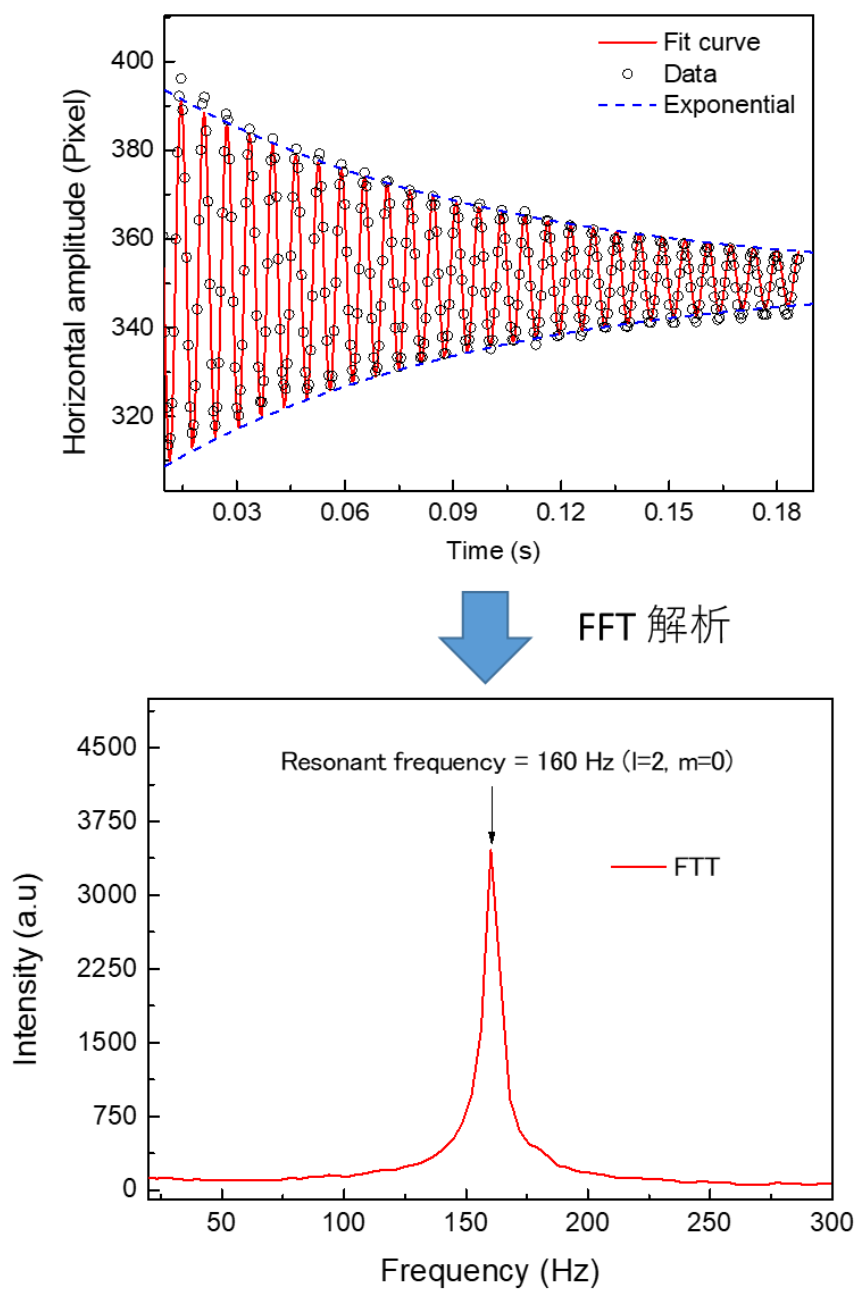 Fit curve
Data
Exponential
400
380
360
340
320
Horizontal amplitude (Pixel)
0.03 0.06 0.09 0.12 0.15 0.18
Time (s)
FFT 解析
4500
3750
3000
2250
1500
750
0
Intensity (a.u)
Resonant frequency = 160 Hz (l=2, m=0)
FTT
50 100 150 200 250 300
Frequency (Hz)